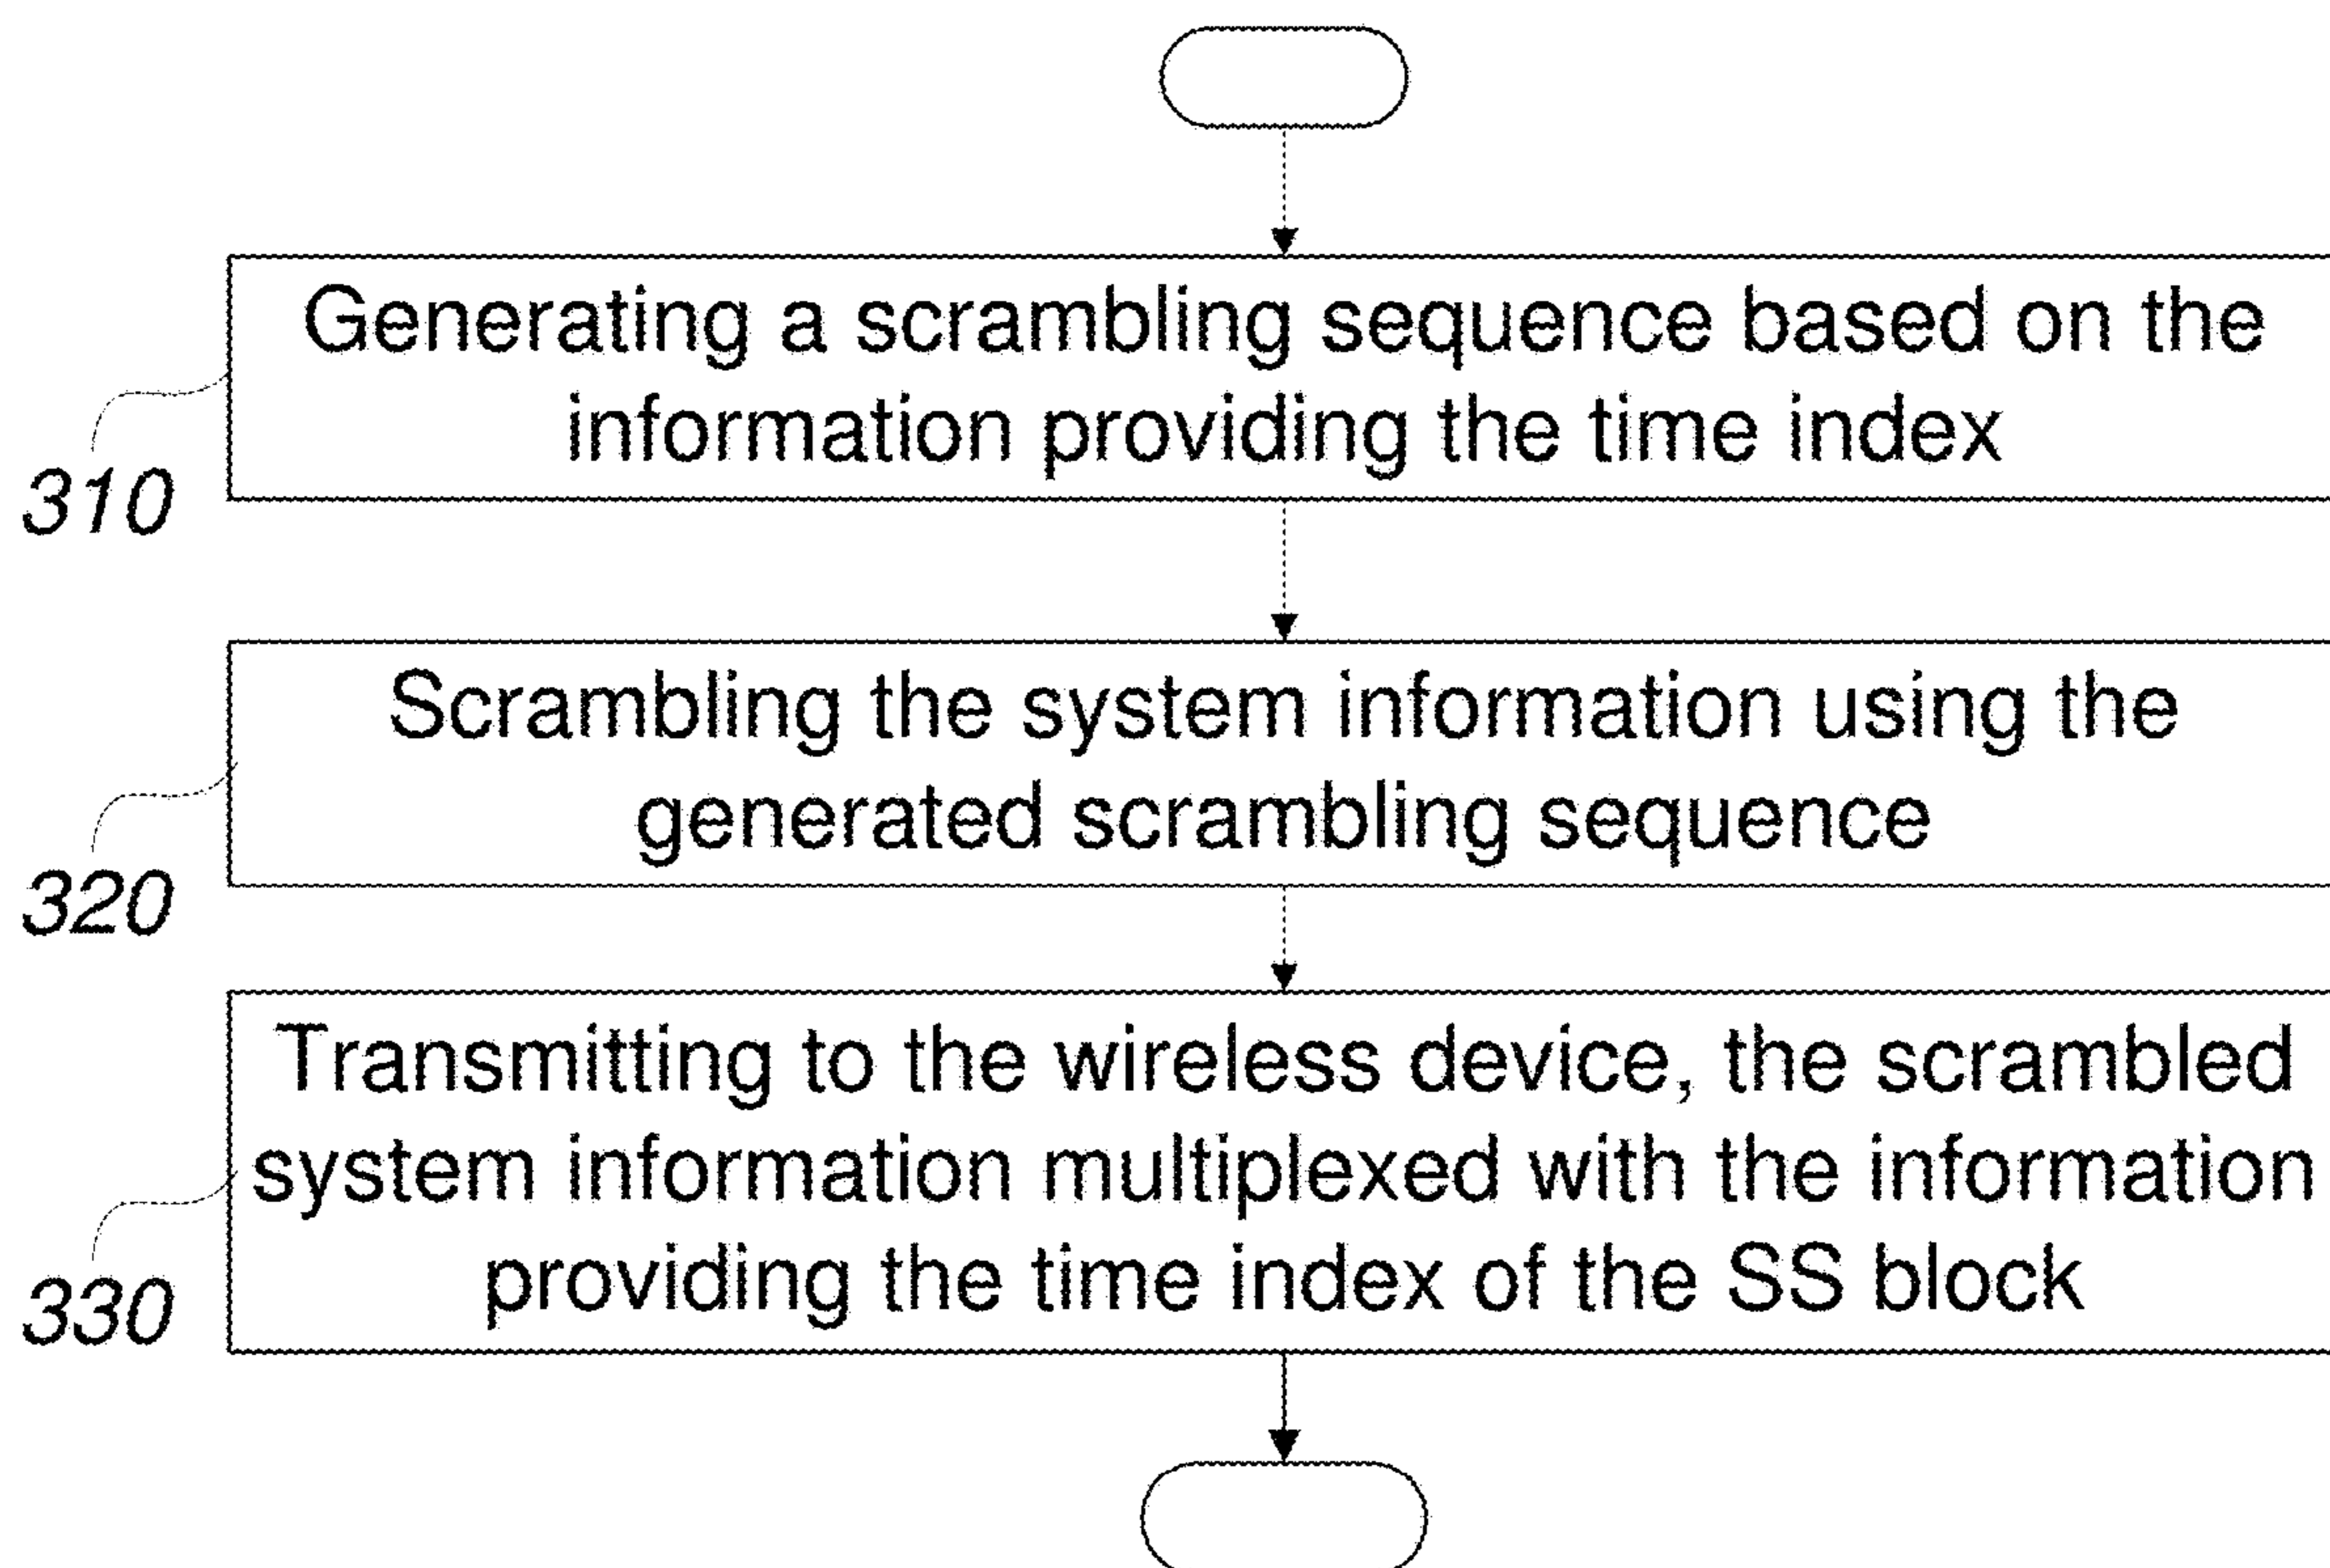 Generating a scrambling sequence based on the
information providing the time index
310
Scrambling the system information using the
generated scrambling sequence
320
Transmitting to the wireless device, the scrambled
system information multiplexed with the information
providing the time index of the SS block
330